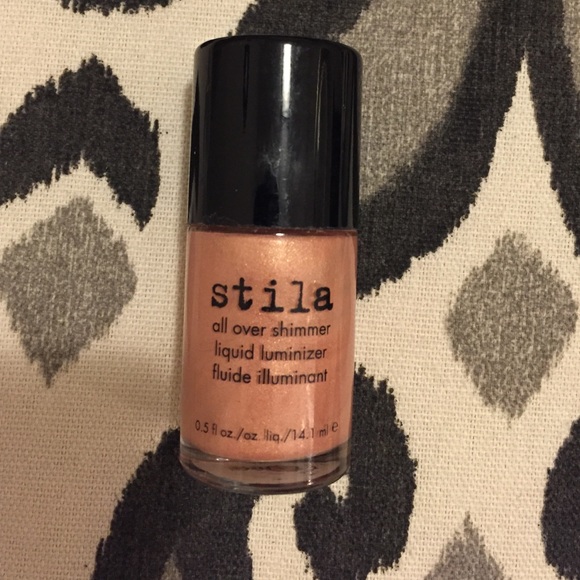 stila
all over shimmer
liquid luminizer
fluide illuminant
0.5 fl oz./oz. liq./14.1 ml ℮